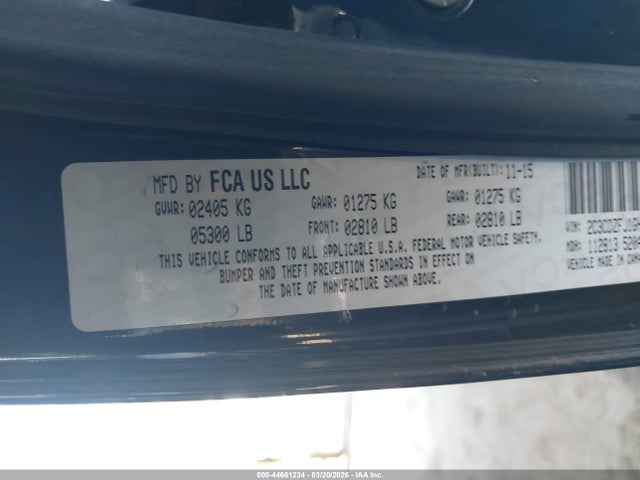 MFD BY FCA US LLC
DATE OF MFR(BUILT): 11-15
GVWR: 02405 KG
GAWR: 01275 KG
GAWR: 01275 KG
05300 LB
FRONT: 02810 LB
REAR: 02810 LB
THIS VEHICLE CONFORMS TO ALL APPLICABLE U.S.A. FEDERAL MOTOR VEHICLE SAFETY,
BUMPER AND THEFT PREVENTION STANDARDS IN EFFECT ON
THE DATE OF MANUFACTURE SHOWN ABOVE.
VIN:
MDH: 112813
VEHICLE MADE IN
000-44661234 - 03/20/2026 - IAA Inc.